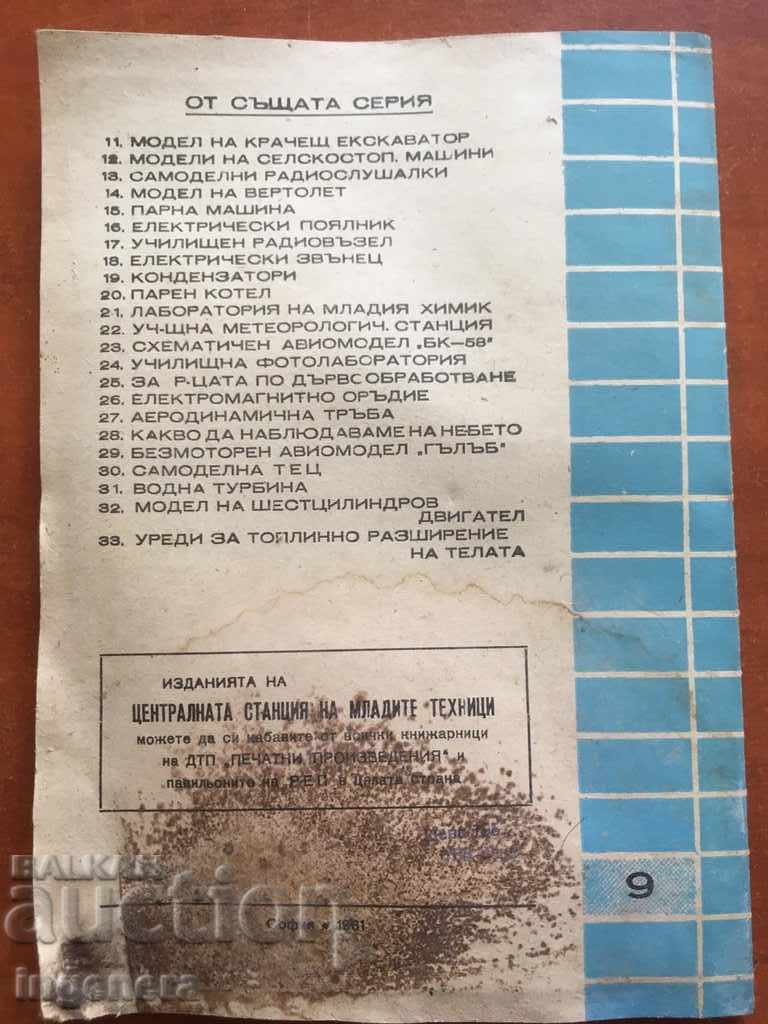 ОТ СЪЩАТА СЕРИЯ
11. МОДЕЛ НА КРАЧЕЩ ЕКСКАВАТОР
12. МОДЕЛИ НА СЕЛСКОСТОП. МАШИНИ
13. САМОДЕЛНИ РАДИОСЛУШАЛКИ
14. МОДЕЛ НА ВЕРТОЛЕТ
15. ПАРНА МАШИНА
16. ЕЛЕКТРИЧЕСКИ ПОЯЛНИК
17. УЧИЛИЩЕН РАДИОВЪЗЕЛ
18. ЕЛЕКТРИЧЕСКИ ЗВЪНЕЦ
19. КОНДЕНЗАТОРИ
20. ПАРЕН КОТЕЛ
21. ЛАБОРАТОРИЯ НА МЛАДИЯ ХИМИК
22. УЧ-ЩНА МЕТЕОРОЛОГИЧ. СТАНЦИЯ
23. СХЕМАТИЧЕН АВИОМОДЕЛ „БК—58"
24. УЧИЛИЩНА ФОТОЛАБОРАТОРИЯ
25. ЗА Р-ЦАТА ПО ДЪРВООБРАБОТВАНЕ
26. ЕЛЕКТРОМАГНИТНО ОРЪДИЕ
27. АЕРОДИНАМИЧНА ТРЪБА
28. КАКВО ДА НАБЛЮДАВАМЕ НА НЕБЕТО
29. БЕЗМОТОРЕН АВИОМОДЕЛ „ГЪЛЪБ"
30. САМОДЕЛНА ТЕЦ
31. ВОДНА ТУРБИНА
32. МОДЕЛ НА ШЕСТЦИЛИНДРОВ
ДВИГАТЕЛ
33. УРЕДИ ЗА ТОПЛИННО РАЗШИРЕНИЕ
НА ТЕЛАТА
ИЗДАНИЯТА НА
ЦЕНТРАЛНАТА СТАНЦИЯ НА МЛАДИТЕ ТЕХНИЦИ
можете да си набавите от всички книжарници
на ДТП „ПЕЧАТНИ ПРОИЗВЕДЕНИЯ" и
павильоните на РЕП в цялата страна
9
София • 1961
BALKAN
auction
ingenera